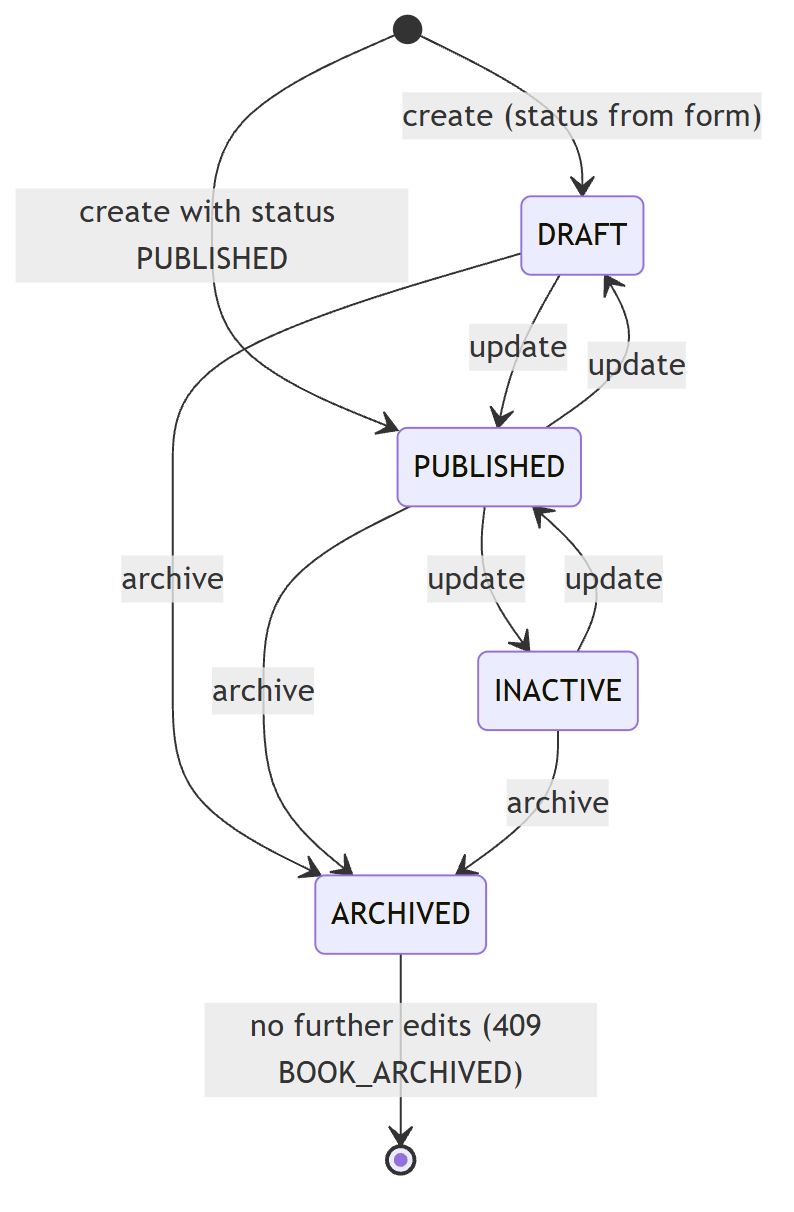 create (status from form)
create with status
PUBLISHED
DRAFT
update
update
PUBLISHED
archive
update
update
archive
INACTIVE
archive
ARCHIVED
no further edits (409
BOOK_ARCHIVED)